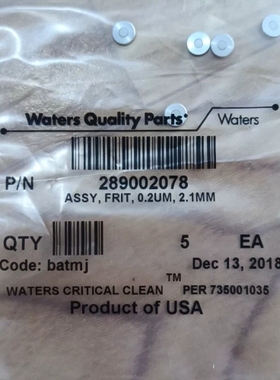 Waters Quality Parts
Waters
P/N 289002078
ASSY, FRIT, 0.2UM, 2.1MM
QTY 5 EA
Code: batmj Dec 13, 2018
WATERS CRITICAL CLEAN ™ PER 735001035
Product of USA